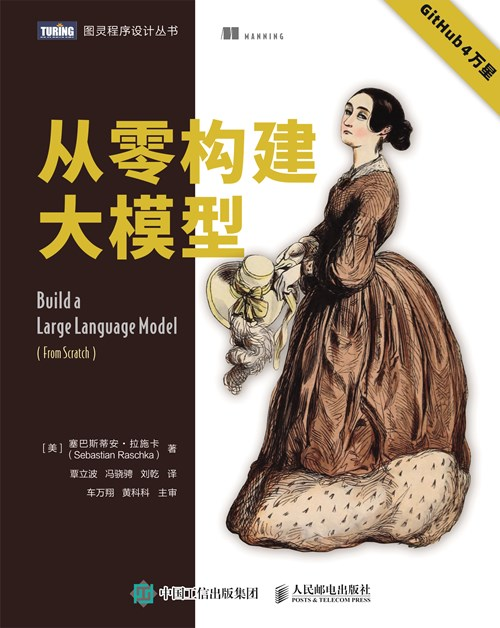 TURING
图灵程序设计丛书
MANNING
GitHub 4万星
从零构建
大模型
Build a
Large Language Model
( From Scratch )
[美] 塞巴斯蒂安·拉施卡 著
(Sebastian Raschka)
覃立波 冯骁骋 刘乾 译
车万翔 黄科科 主审
中国工信出版集团
人民邮电出版社
POSTS & TELECOM PRESS